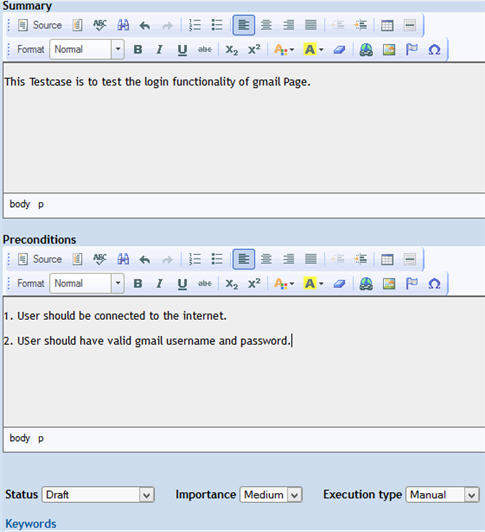 Summary
Source ABC
Format Normal B I U abc X2 X2 A A Ω
This Testcase is to test the login functionality of gmail Page.
body p
Preconditions
Source ABC
Format Normal B I U abc X2 X2 A A Ω
1. User should be connected to the internet.
2. USer should have valid gmail username and password.
body p
Status Draft Importance Medium Execution type Manual
Keywords